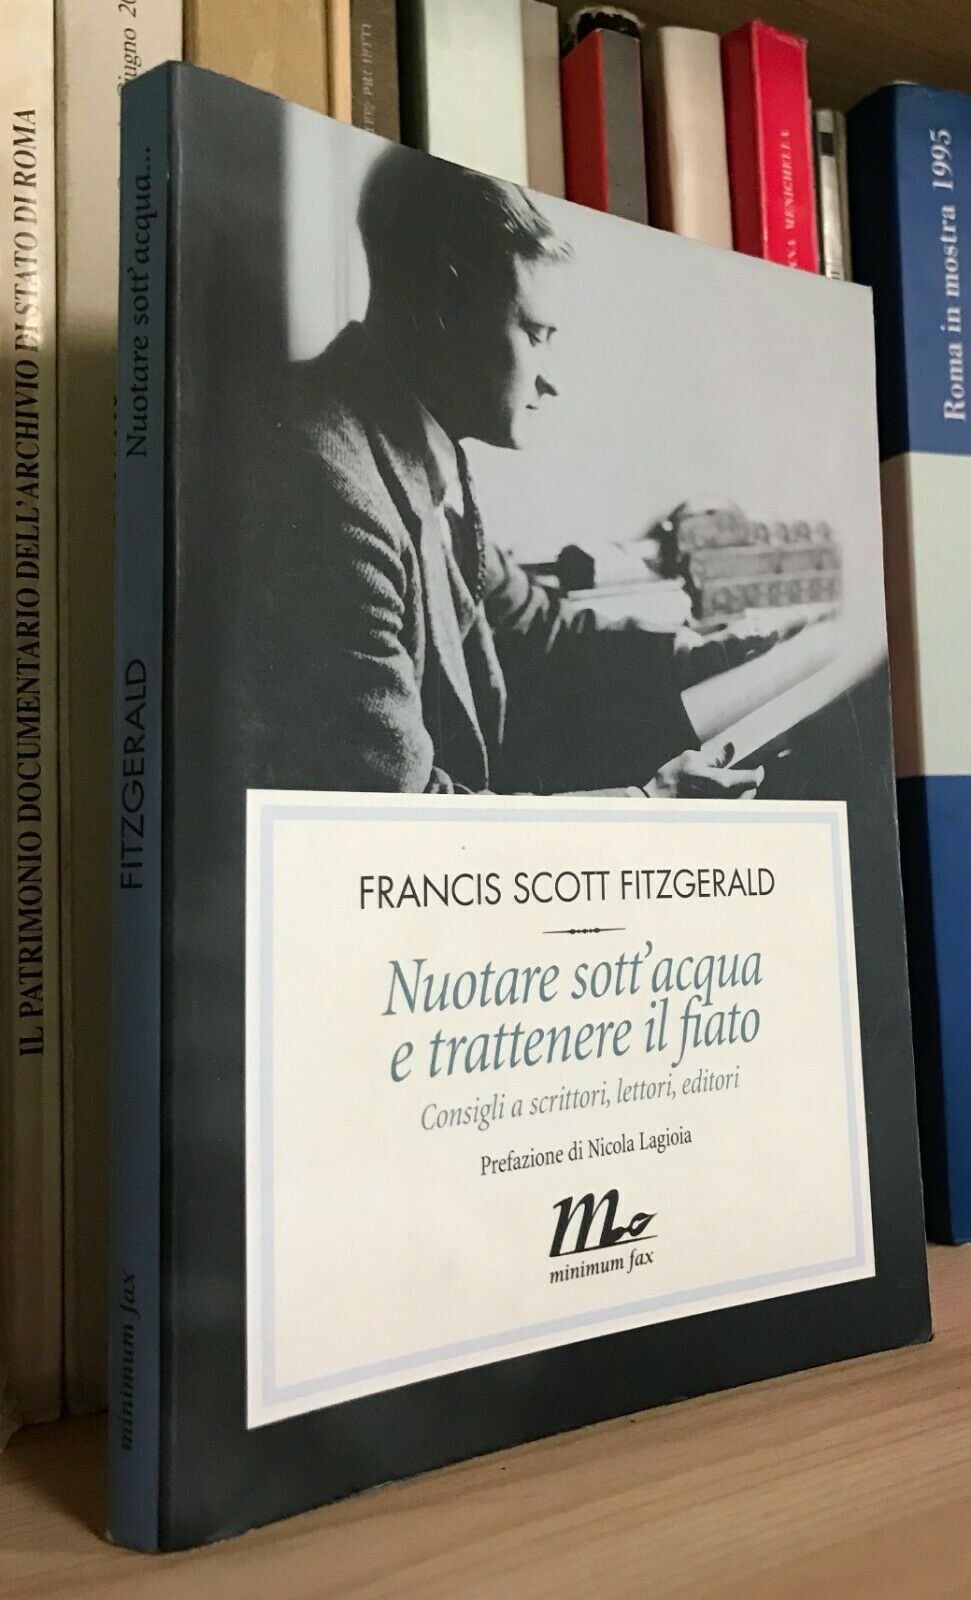 IL PATRIMONIO DOCUMENTARIO DELL'ARCHIVIO DI STATO DI ROMA
Nuotare sott'acqua...
FITZGERALD
minimum fax
FRANCIS SCOTT FITZGERALD
Nuotare sott'acqua
e trattenere il fiato
Consigli a scrittori, lettori, editori
Prefazione di Nicola Lagioia
minimum fax
MENICHELLA
Roma in mostra 1995